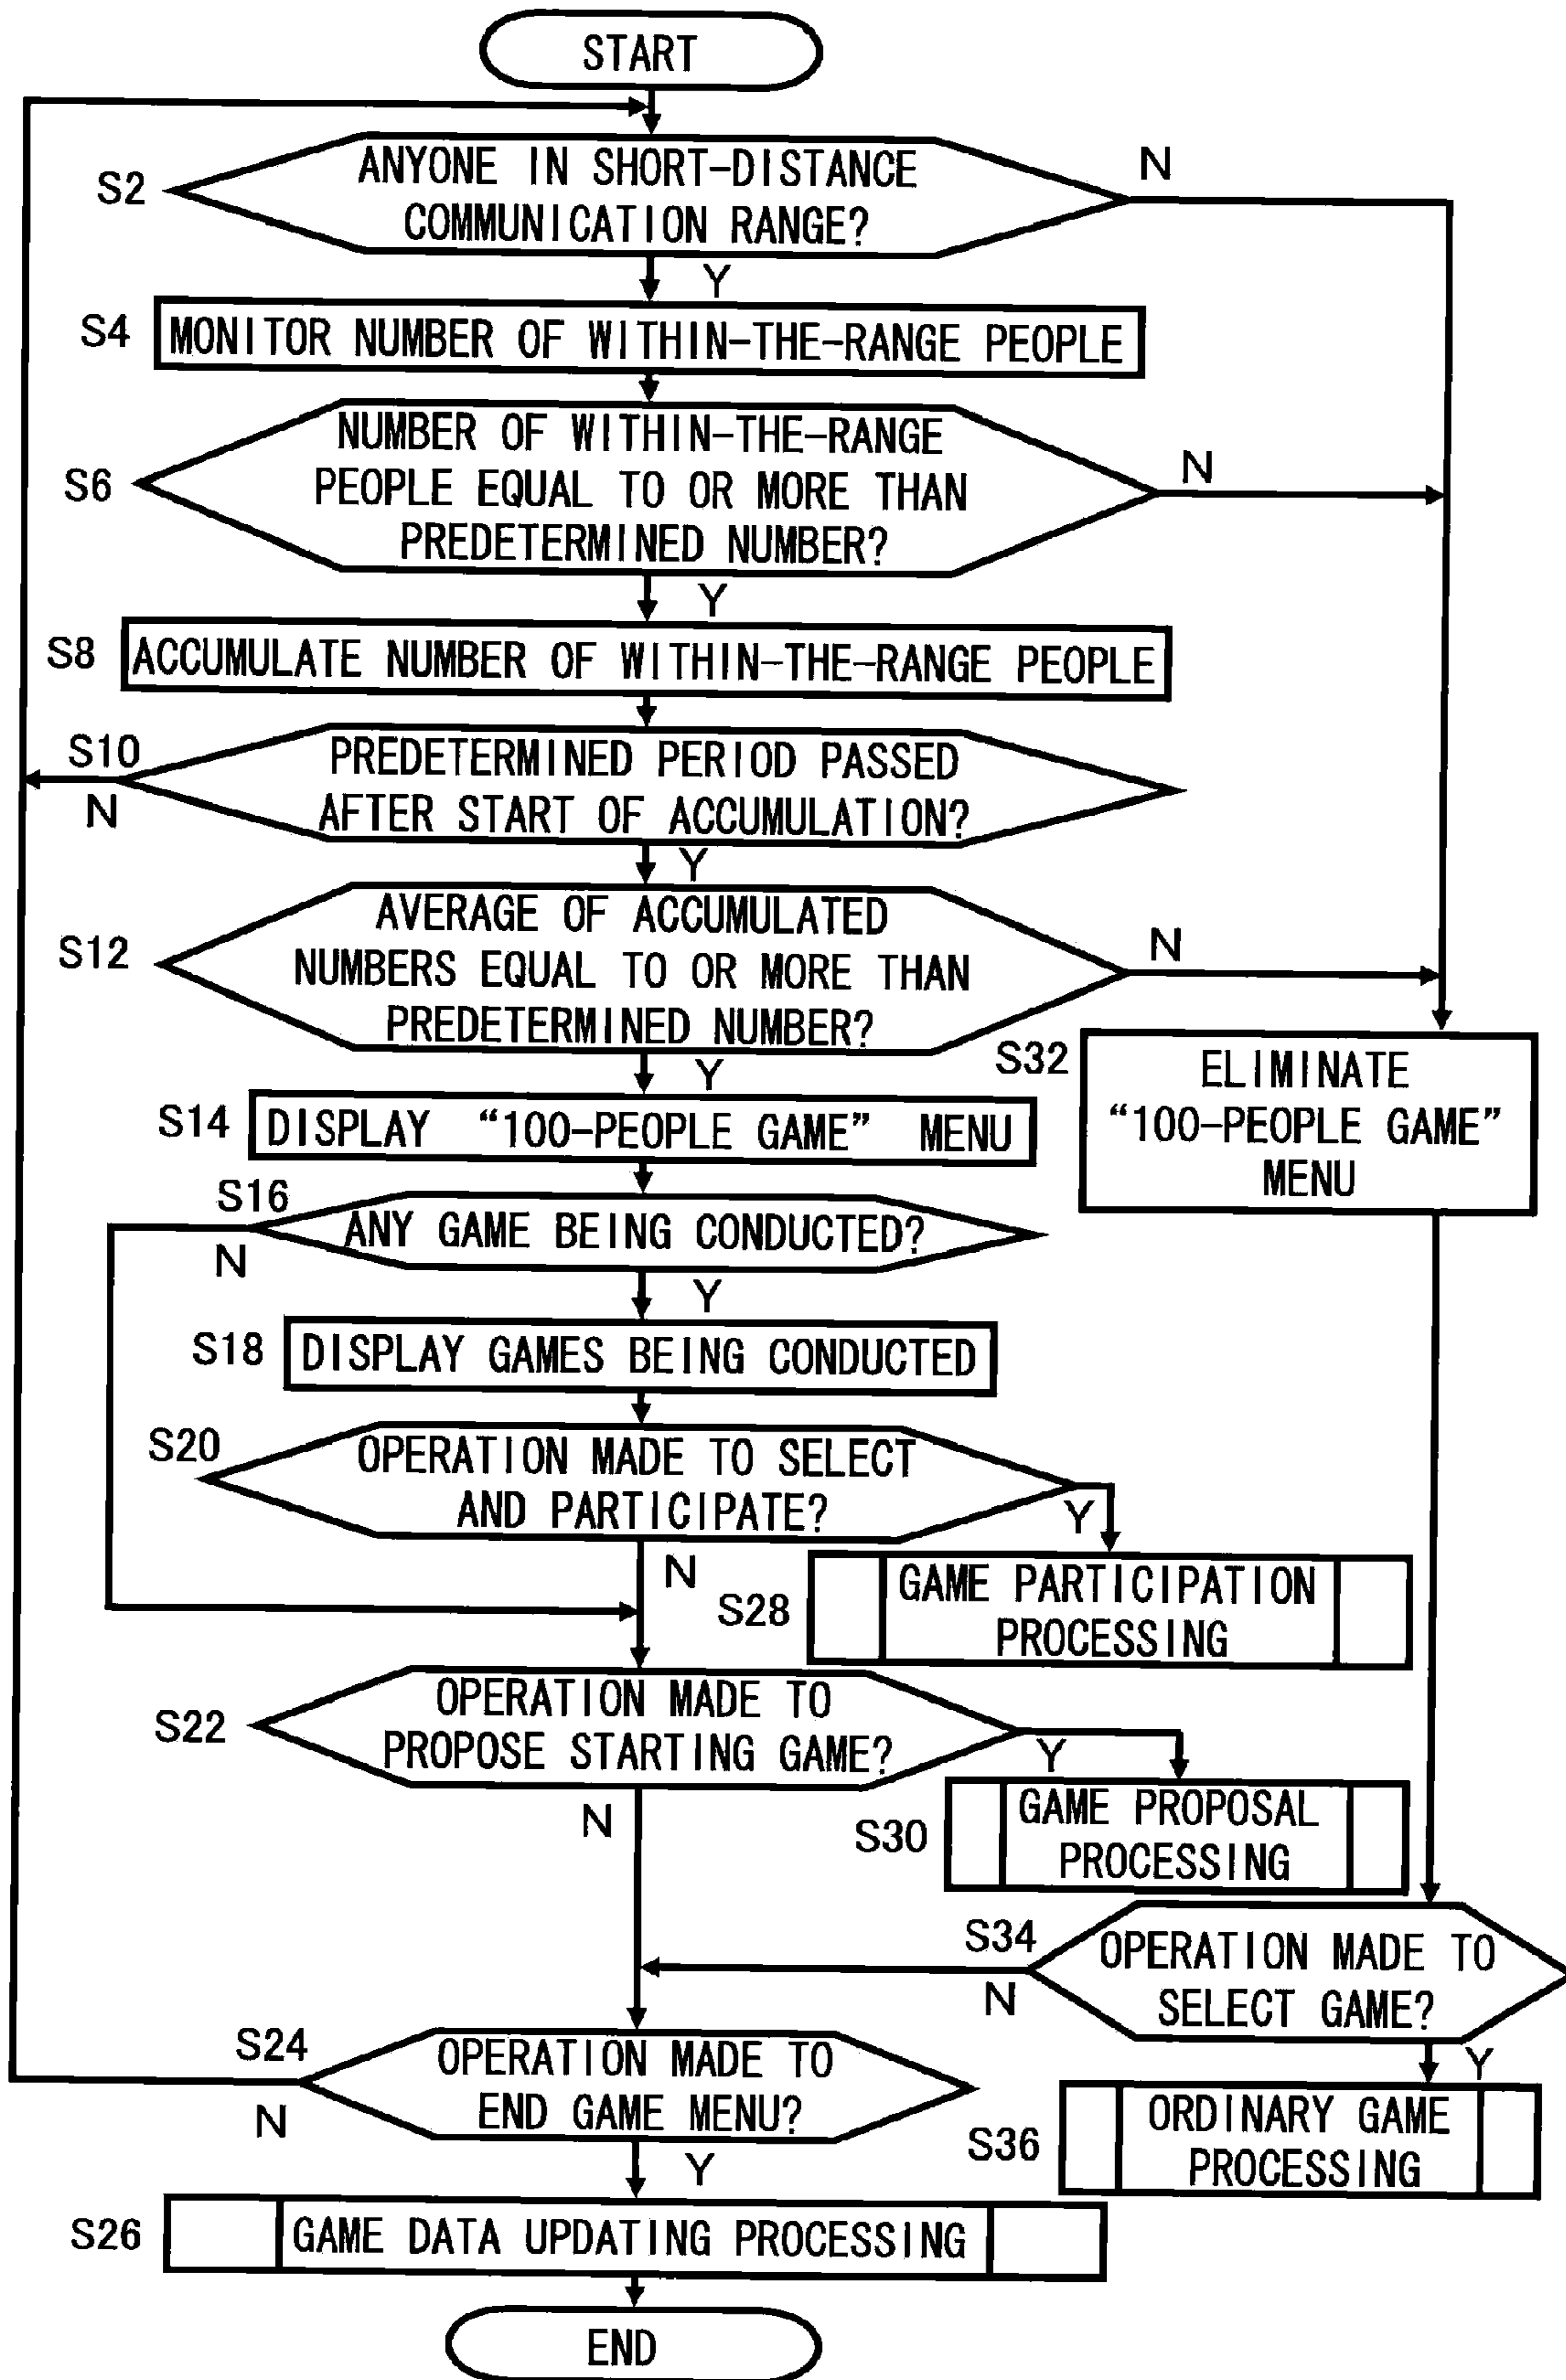 START
S2
ANYONE IN SHORT-DISTANCE
COMMUNICATION RANGE?
N
Y
S4
MONITOR NUMBER OF WITHIN-THE-RANGE PEOPLE
S6
NUMBER OF WITHIN-THE-RANGE
PEOPLE EQUAL TO OR MORE THAN
PREDETERMINED NUMBER?
N
Y
S8
ACCUMULATE NUMBER OF WITHIN-THE-RANGE PEOPLE
S10
PREDETERMINED PERIOD PASSED
AFTER START OF ACCUMULATION?
N
Y
S12
AVERAGE OF ACCUMULATED
NUMBERS EQUAL TO OR MORE THAN
PREDETERMINED NUMBER?
N
Y
S32
ELIMINATE
“100-PEOPLE GAME”
MENU
S14
DISPLAY “100-PEOPLE GAME” MENU
S16
ANY GAME BEING CONDUCTED?
N
Y
S18
DISPLAY GAMES BEING CONDUCTED
S20
OPERATION MADE TO SELECT
AND PARTICIPATE?
Y
N
S28
GAME PARTICIPATION
PROCESSING
S22
OPERATION MADE TO
PROPOSE STARTING GAME?
Y
N
S30
GAME PROPOSAL
PROCESSING
S34
OPERATION MADE TO
SELECT GAME?
N
Y
S24
OPERATION MADE TO
END GAME MENU?
N
Y
S36
ORDINARY GAME
PROCESSING
S26
GAME DATA UPDATING PROCESSING
END